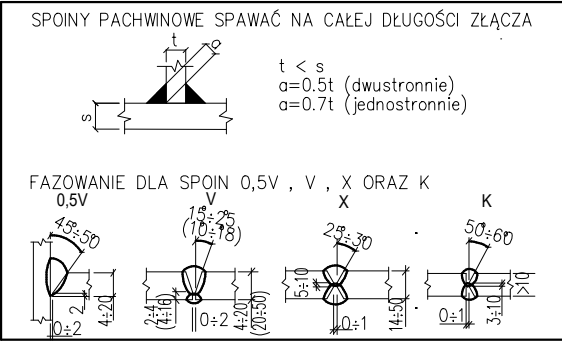 SPOINY PACHWINOWE SPAWAĆ NA CAŁEJ DŁUGOŚCI ZŁĄCZA
t
a
s
t < s
a=0.5t (dwustronnie)
a=0.7t (jednostronnie)
FAZOWANIE DLA SPOIN 0,5V , V , X ORAZ K
0,5V
V
X
K
45÷50°
2
4÷20
0÷2
15÷25°
(10÷18)
2÷4
(4÷16)
0÷2
4÷20
(20÷50)
25÷30°
5÷10
0÷1
14÷50
50÷60°
0÷1
3÷10
>10